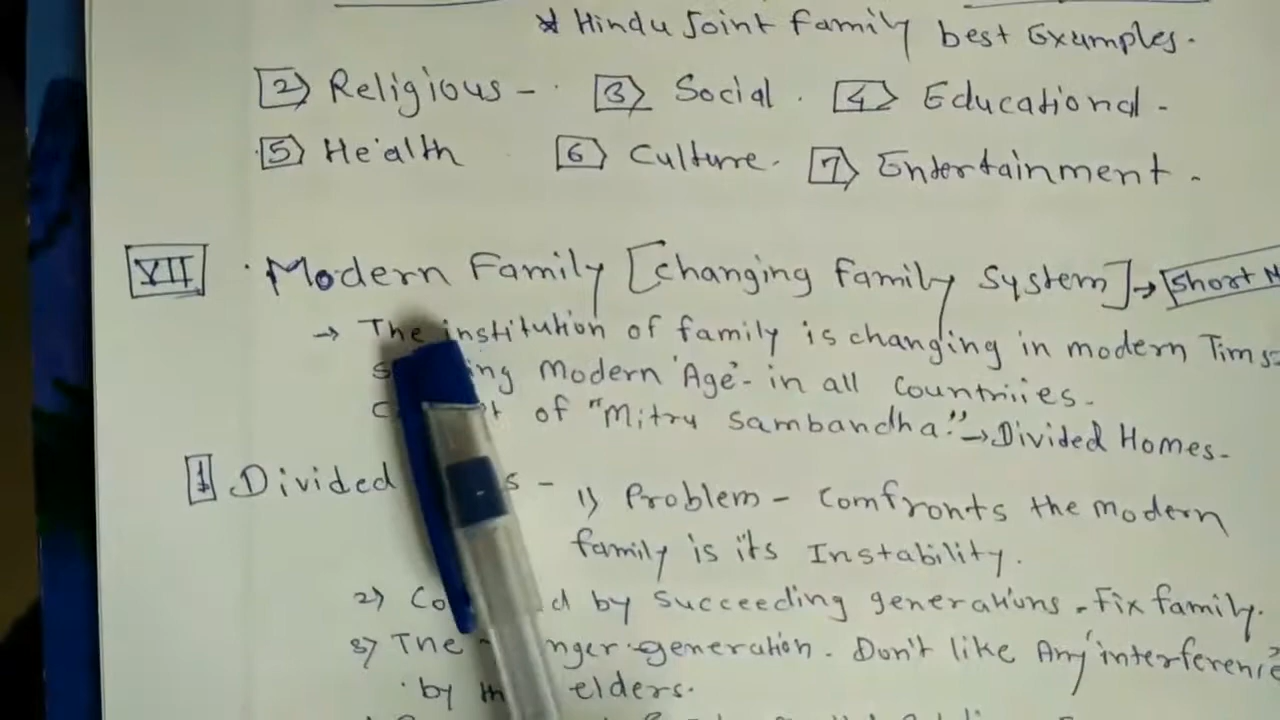 * Hindu Joint family best Examples.
2) Religious - 3) Social . 4) Educational -
5) Health 6) Culture. 7) Entertainment -
VII Modern Family [changing family System] → Short
→ The institution of family is changing in modern Tims
Modern 'Age'- in all Countriies.
of "Mitru Sambandha." → Divided Homes-
1 Divided
1) Problem - Comfronts the modern
family is its Instability.
2) by succeeding generations - Fix family.
3) The generation. Don't like Any interference
by elders.